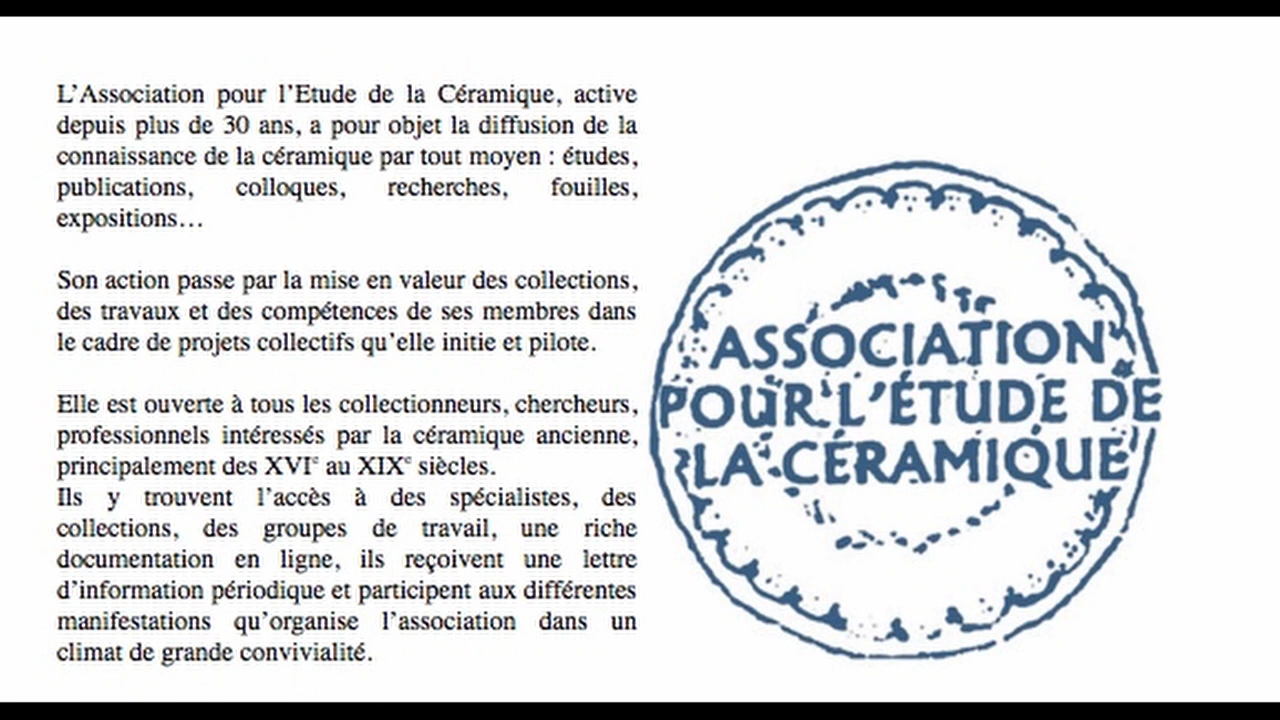 L'Association pour l'Etude de la Céramique, active
depuis plus de 30 ans, a pour objet la diffusion de la
connaissance de la céramique par tout moyen : études,
publications, colloques, recherches, fouilles,
expositions…
Son action passe par la mise en valeur des collections,
des travaux et des compétences de ses membres dans
le cadre de projets collectifs qu'elle initie et pilote.
Elle est ouverte à tous les collectionneurs, chercheurs,
professionnels intéressés par la céramique ancienne,
principalement des XVIᵉ au XIXᵉ siècles.
Ils y trouvent l'accès à des spécialistes, des
collections, des groupes de travail, une riche
documentation en ligne, ils reçoivent une lettre
d'information périodique et participent aux différentes
manifestations qu'organise l'association dans un
climat de grande convivialité.
ASSOCIATION
POUR L'ÉTUDE DE
LA CÉRAMIQUE